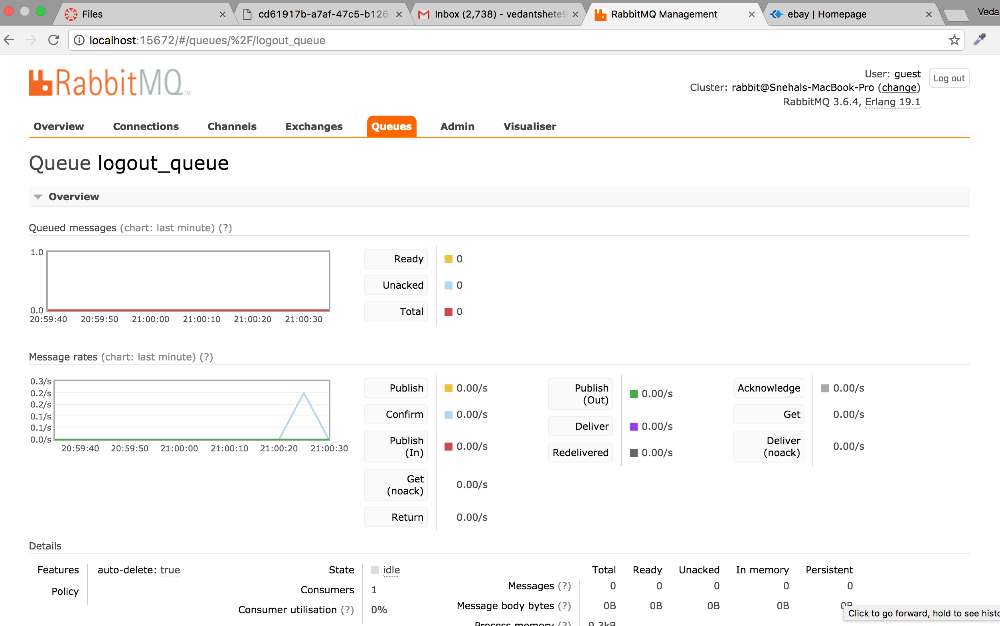 Files
cd61917b-a7af-47c5-b126-
Inbox (2,738) - vedantshete9
RabbitMQ Management
ebay | Homepage
Veda
localhost:15672/#/queues/%2F/logout_queue
RabbitMQ™
User: guest
Log out
Cluster: rabbit@Snehals-MacBook-Pro (change)
RabbitMQ 3.6.4, Erlang 19.1
Overview Connections Channels Exchanges Queues Admin Visualiser
Queue logout_queue
Overview
Queued messages (chart: last minute) (?)
1.0
0.0
20:59:40 20:59:50 21:00:00 21:00:10 21:00:20 21:00:30
Ready 0
Unacked 0
Total 0
Message rates (chart: last minute) (?)
0.3/s
0.2/s
0.2/s
0.1/s
0.1/s
0.0/s
20:59:40 20:59:50 21:00:00 21:00:10 21:00:20 21:00:30
Publish 0.00/s
Confirm 0.00/s
Publish (In) 0.00/s
Get (noack) 0.00/s
Return 0.00/s
Publish (Out) 0.00/s
Deliver 0.00/s
Redelivered 0.00/s
Acknowledge 0.00/s
Get 0.00/s
Deliver (noack) 0.00/s
Details
Features auto-delete: true
Policy
State idle
Consumers 1
Consumer utilisation (?) 0%
Total Ready Unacked In memory Persistent
Messages (?) 0 0 0 0 0
Message body bytes (?) 0B 0B 0B 0B 0B
Process memory (?) 9.3kB
Click to go forward, hold to see histo